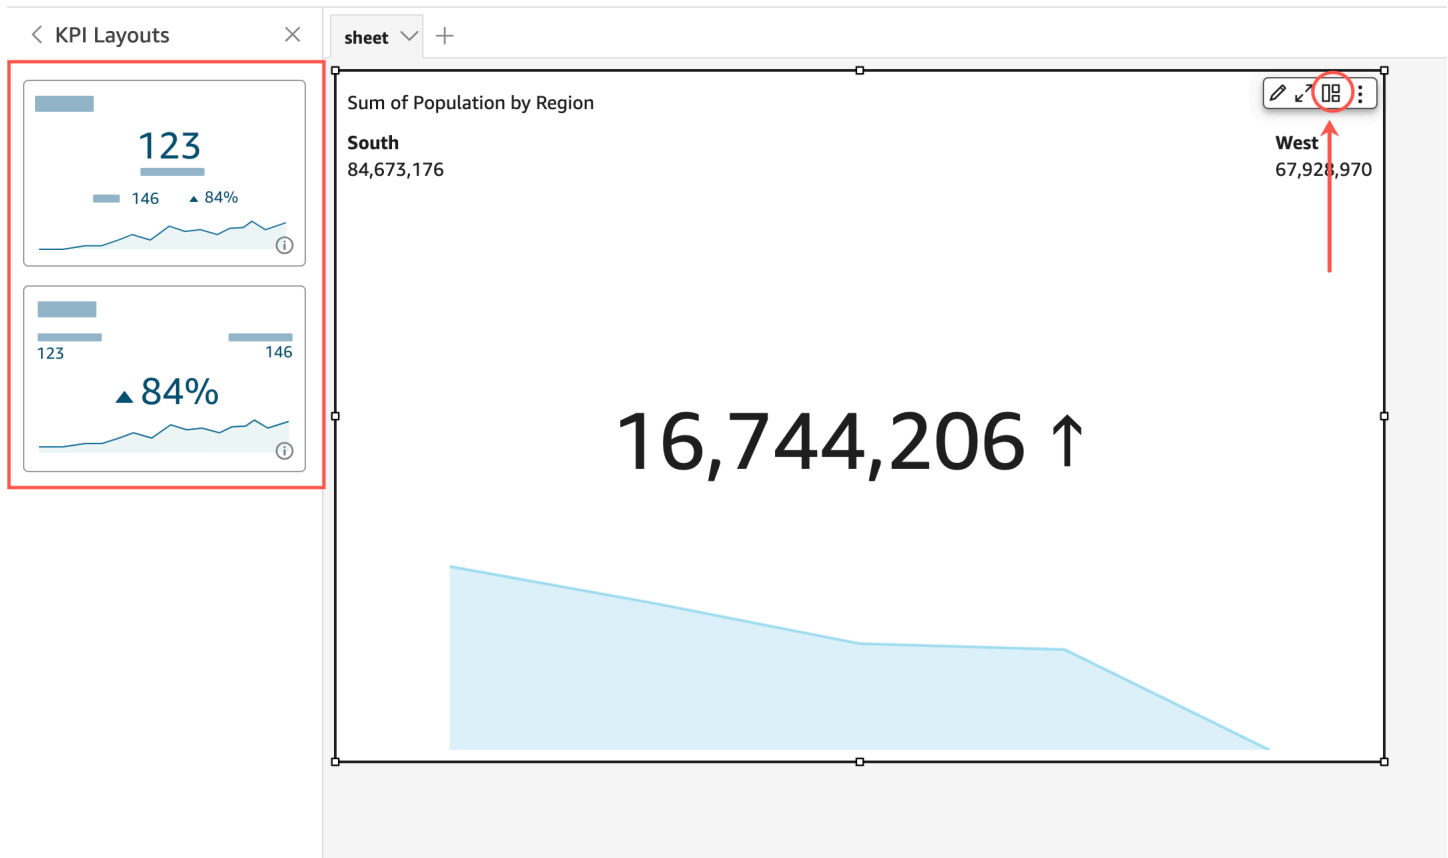 KPI Layouts
123
146 ▲ 84%
123 146
▲ 84%
sheet
Sum of Population by Region
South
84,673,176
West
67,928,970
16,744,206 ↑